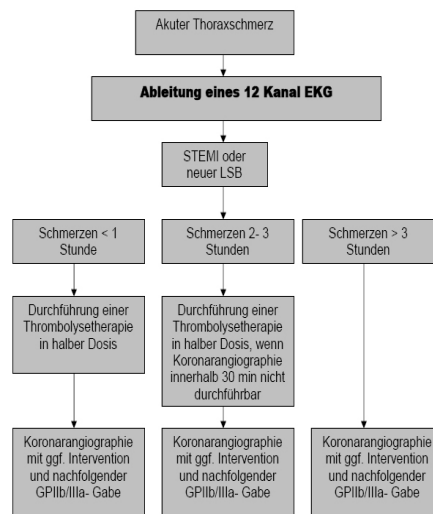 Akuter Thoraxschmerz
Ableitung eines 12 Kanal EKG
STEMI oder
neuer LSB
Schmerzen < 1
Stunde
Schmerzen 2- 3
Stunden
Schmerzen > 3
Stunden
Durchführung einer
Thrombolysetherapie
in halber Dosis
Durchführung einer
Thrombolysetherapie
in halber Dosis, wenn
Koronarangiographie
innerhalb 30 min nicht
durchführbar
Koronarangiographie
mit ggf. Intervention
und nachfolgender
GPIIb/IIIa- Gabe
Koronarangiographie
mit ggf. Intervention
und nachfolgender
GPIIb/IIIa- Gabe
Koronarangiographie
mit ggf. Intervention
und nachfolgender
GPIIb/IIIa- Gabe